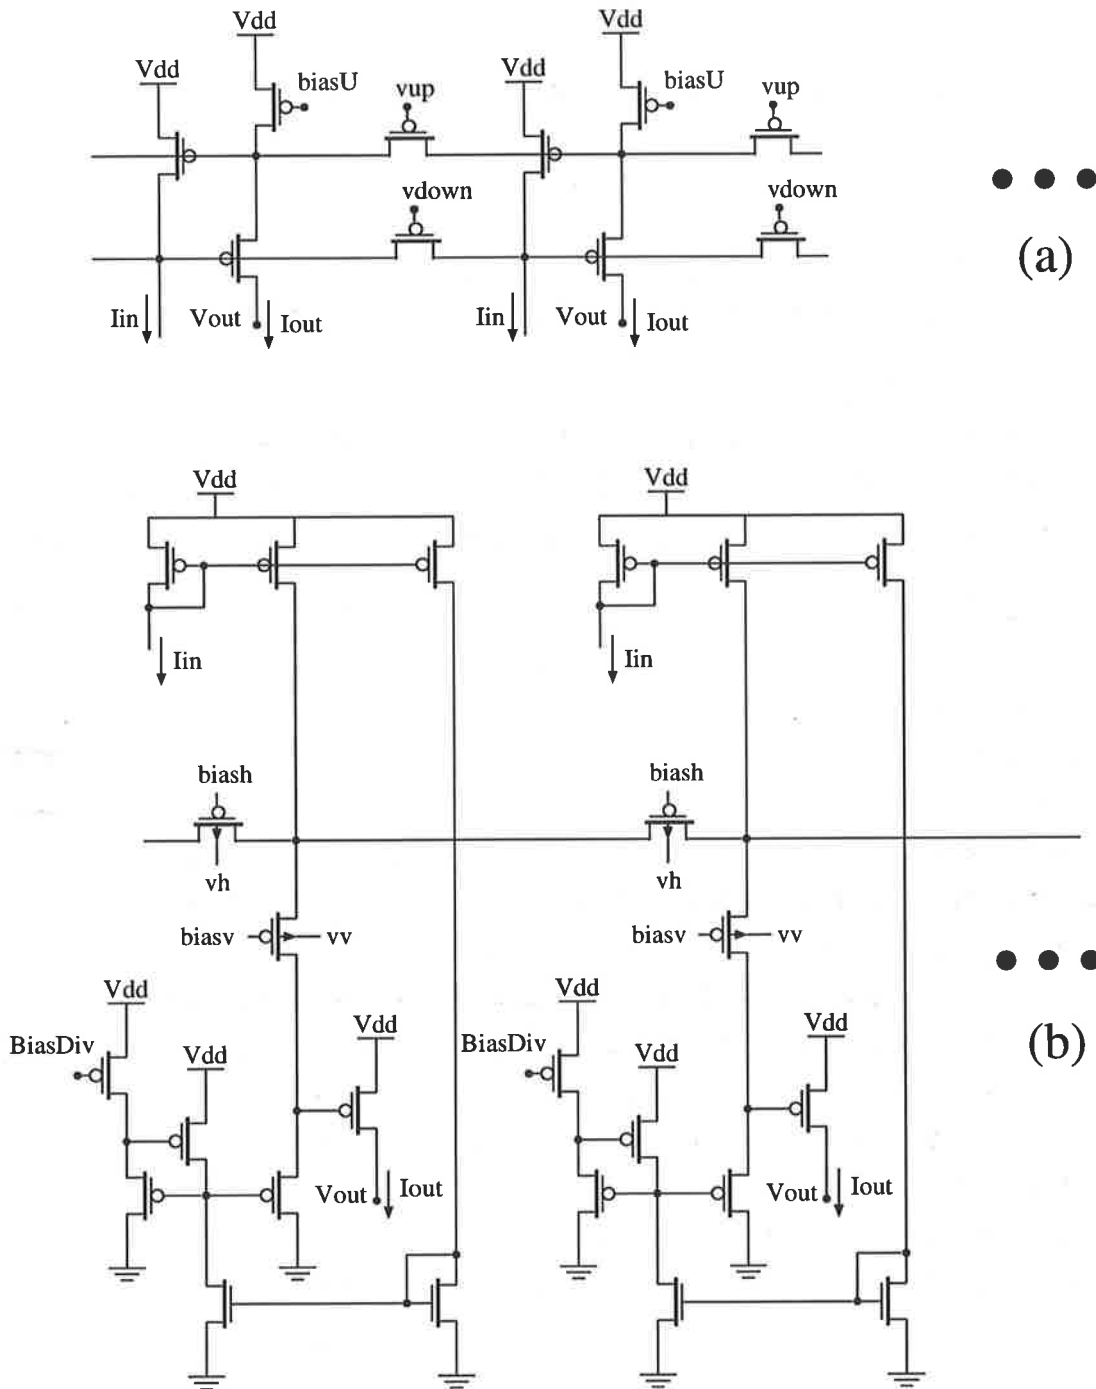 Vdd Vdd
Vdd biasU Vdd biasU
vup vup
vdown vdown
(a)
Iin Vout Iout Iin Vout Iout
Vdd Vdd
Iin Iin
biash biash
vh vh
biasv vv biasv vv
Vdd Vdd
BiasDiv Vdd Vdd BiasDiv Vdd Vdd
(b)
Vout Iout Vout Iout